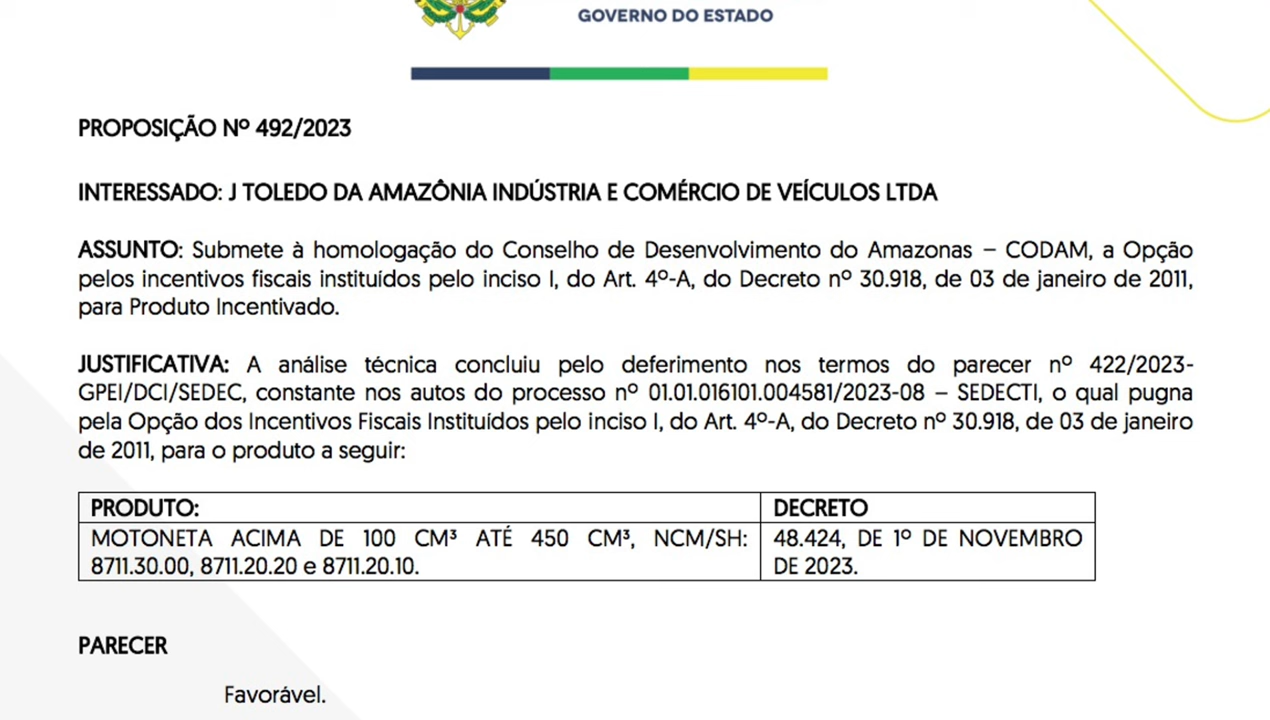 GOVERNO DO ESTADO
PROPOSIÇÃO Nº 492/2023
INTERESSADO: J TOLEDO DA AMAZÔNIA INDÚSTRIA E COMÉRCIO DE VEÍCULOS LTDA
ASSUNTO: Submete à homologação do Conselho de Desenvolvimento do Amazonas – CODAM, a Opção
pelos incentivos fiscais instituídos pelo inciso I, do Art. 4º-A, do Decreto nº 30.918, de 03 de janeiro de 2011,
para Produto Incentivado.
JUSTIFICATIVA: A análise técnica concluiu pelo deferimento nos termos do parecer nº 422/2023-
GPEI/DCI/SEDEC, constante nos autos do processo nº 01.01.016101.004581/2023-08 – SEDECTI, o qual pugna
pela Opção dos Incentivos Fiscais Instituídos pelo inciso I, do Art. 4º-A, do Decreto nº 30.918, de 03 de janeiro
de 2011, para o produto a seguir:
PRODUTO:
MOTONETA ACIMA DE 100 CM³ ATÉ 450 CM³, NCM/SH:
8711.30.00, 8711.20.20 e 8711.20.10.
DECRETO
48.424, DE 1º DE NOVEMBRO
DE 2023.
PARECER
Favorável.